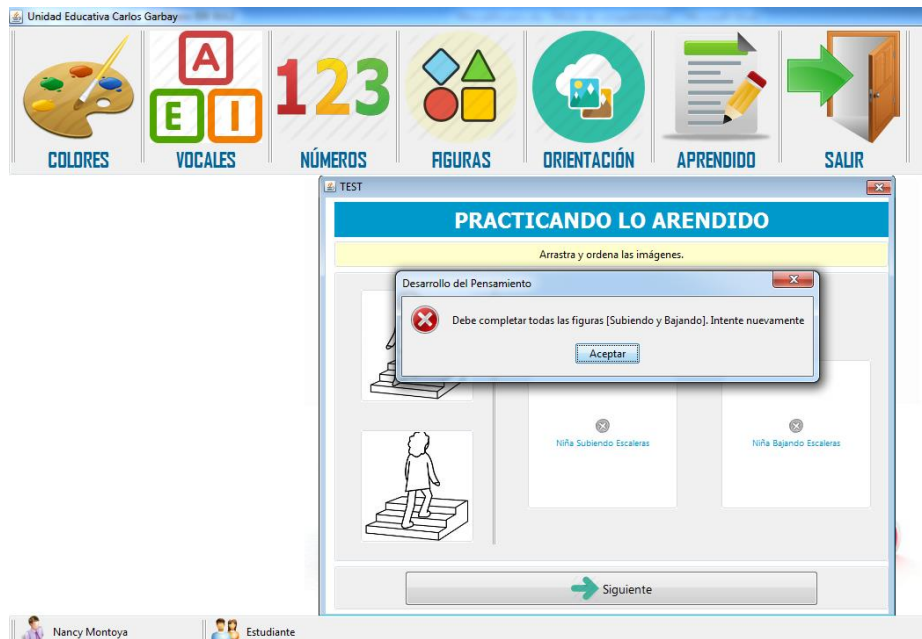 Unidad Educativa Carlos Garbay
A
E I
123
COLORES VOCALES NÚMEROS FIGURAS ORIENTACIÓN APRENDIDO SALIR
TEST
PRACTICANDO LO ARENDIDO
Arrastra y ordena las imágenes.
Desarrollo del Pensamiento
Debe completar todas las figuras [Subiendo y Bajando]. Intente nuevamente
Aceptar
Niña Subiendo Escaleras Niña Bajando Escaleras
Siguiente
Nancy Montoya Estudiante